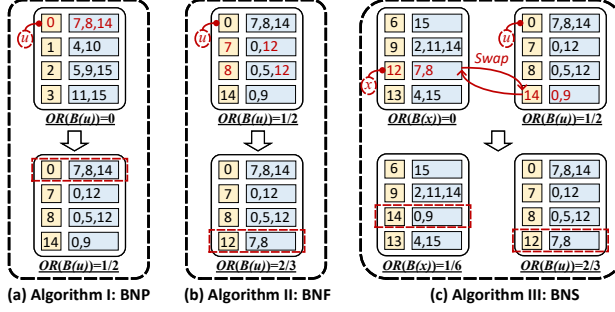 u
0 7,8,14
1 4,10
2 5,9,15
3 11,15
OR(B(u))=0
0 7,8,14
7 0,12
8 0,5,12
14 0,9
OR(B(u))=1/2
(a) Algorithm I: BNP
u
0 7,8,14
7 0,12
8 0,5,12
14 0,9
OR(B(u))=1/2
0 7,8,14
7 0,12
8 0,5,12
12 7,8
OR(B(u))=2/3
(b) Algorithm II: BNF
6 15
9 2,11,14
x
12 7,8
13 4,15
OR(B(x))=0
Swap
u
0 7,8,14
7 0,12
8 0,5,12
14 0,9
OR(B(u))=1/2
6 15
9 2,11,14
14 0,9
13 4,15
OR(B(x))=1/6
0 7,8,14
7 0,12
8 0,5,12
12 7,8
OR(B(u))=2/3
(c) Algorithm III: BNS